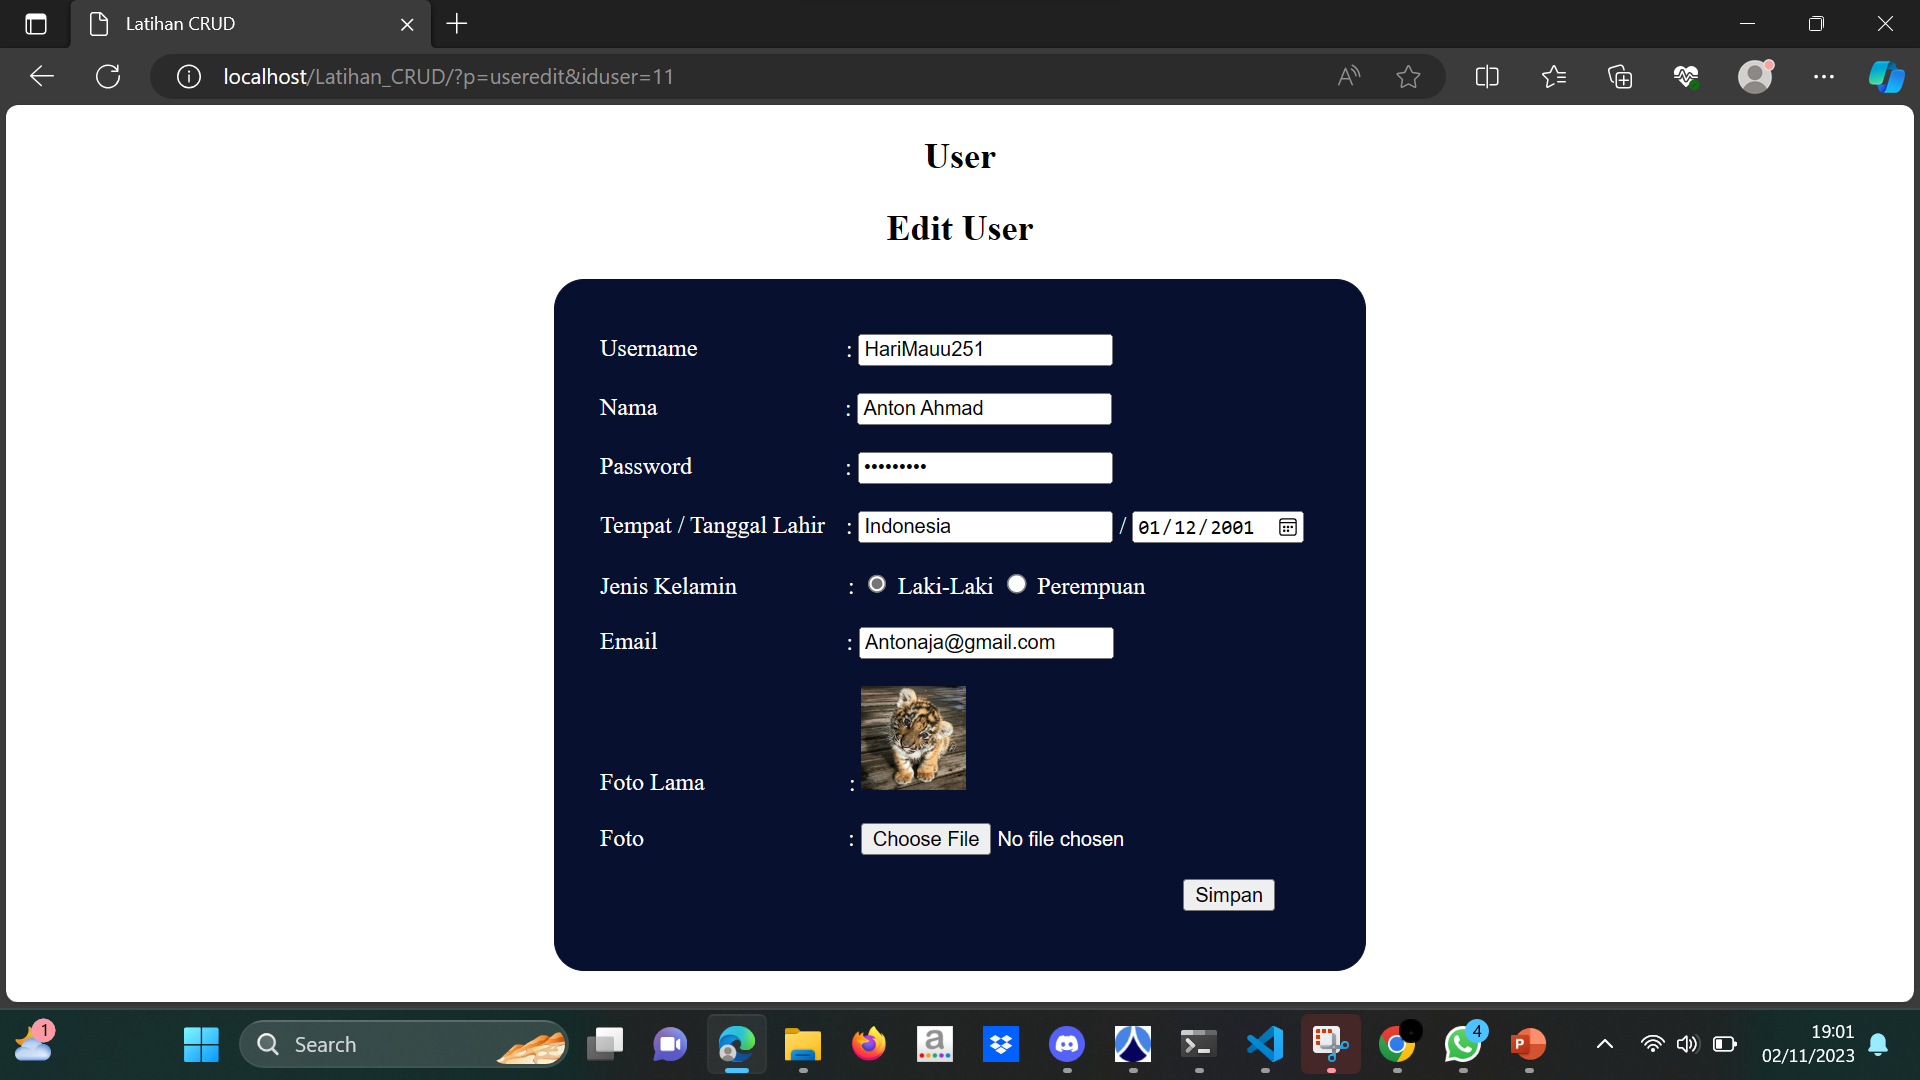 Latihan CRUD
localhost/Latihan_CRUD/?p=useredit&iduser=11
User
Edit User
Username : HariMauu251
Nama : Anton Ahmad
Password : •••••••••
Tempat / Tanggal Lahir : Indonesia / 01/12/2001
Jenis Kelamin : Laki-Laki Perempuan
Email : Antonaja@gmail.com
Foto Lama :
Foto : Choose File No file chosen
Simpan
1
Search
a
4
P
19:01
02/11/2023